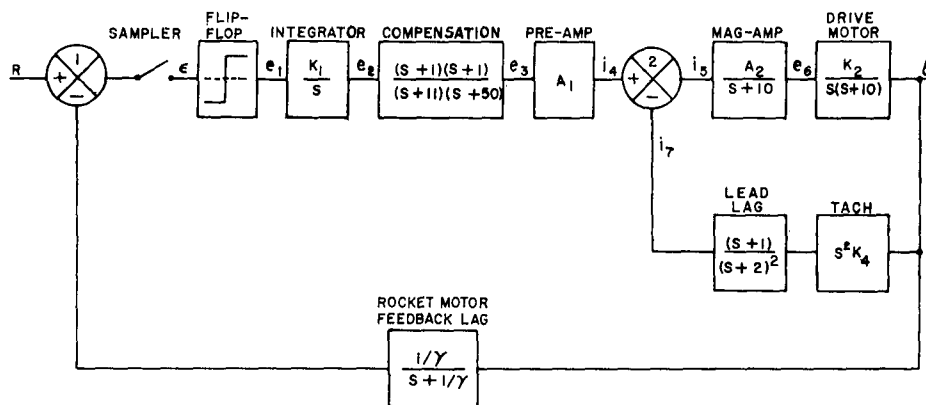 FLIP-
FLOP
SAMPLER
INTEGRATOR
COMPENSATION
PRE-AMP
MAG-AMP
DRIVE
MOTOR
R
+
1
−
ϵ
e₁
K₁
S
e₂
(S +1)(S +1)
(S +11)(S +50)
e₃
A₁
i₄
+
2
−
i₅
A₂
S +10
e₆
K₂
S(S+10)
i₇
LEAD
LAG
TACH
(S +1)
(S +2)²
S²K₄
ROCKET MOTOR
FEEDBACK LAG
1/γ
S + 1/γ